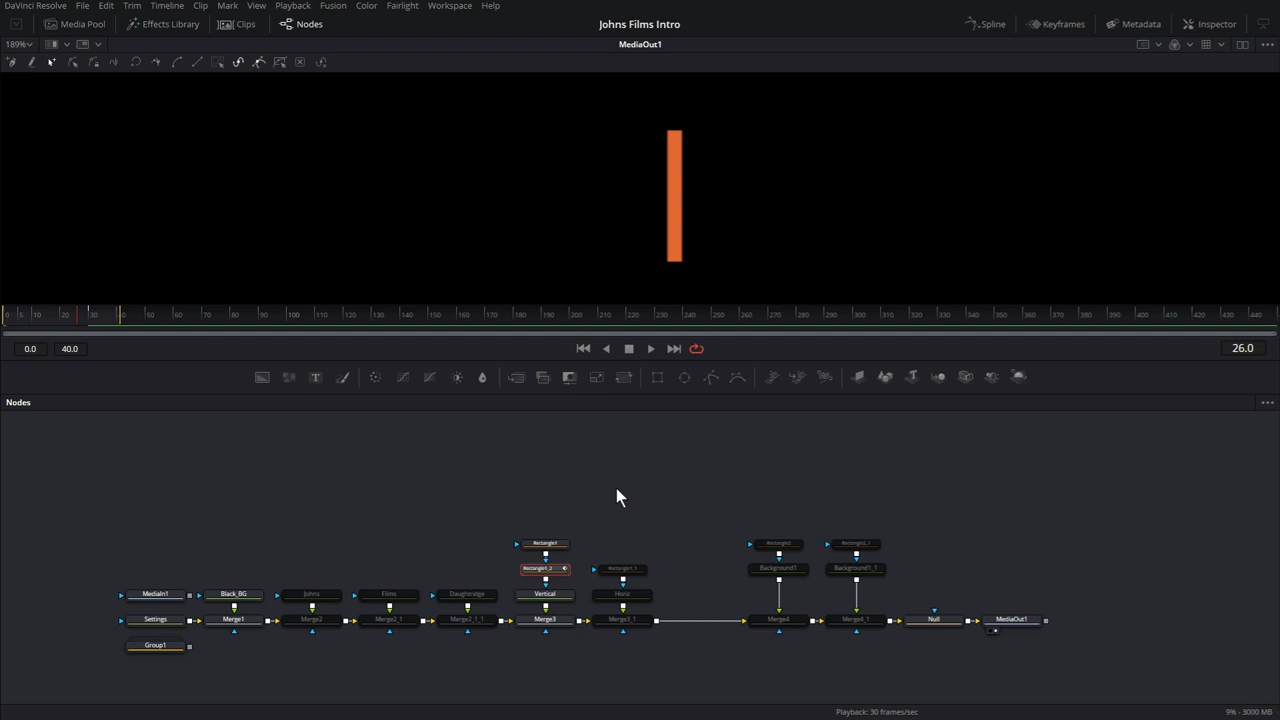 DaVinci Resolve File Edit Trim Timeline Clip Mark View Playback Fusion Color Fairlight Workspace Help
Media Pool Effects Library Clips Nodes Johns Films Intro Spline Keyframes Metadata Inspector
189% MediaOut1
0 5 10 20 30 40 50 60 70 80 90 100 110 120 130 140 150 160 170 180 190 200 210 220 230 240 250 260 270 280 290 300 310 320 330 340 350 360 370 380 390 400 410 420 430 440
0.0 40.0 26.0
Nodes
Rectangle1 Rectangle2 Rectangle2_1
Rectangle1_2 Rectangle1_1 Background1 Background1_1
MediaIn1 Black_BG Johns Films Daughtridge Vertical Horiz
Settings Merge1 Merge2 Merge2_1 Merge2_1_1 Merge3 Merge3_1 Merge4 Merge4_1 Null MediaOut1
Group1
Playback: 30 frames/sec 9% - 3000 MB